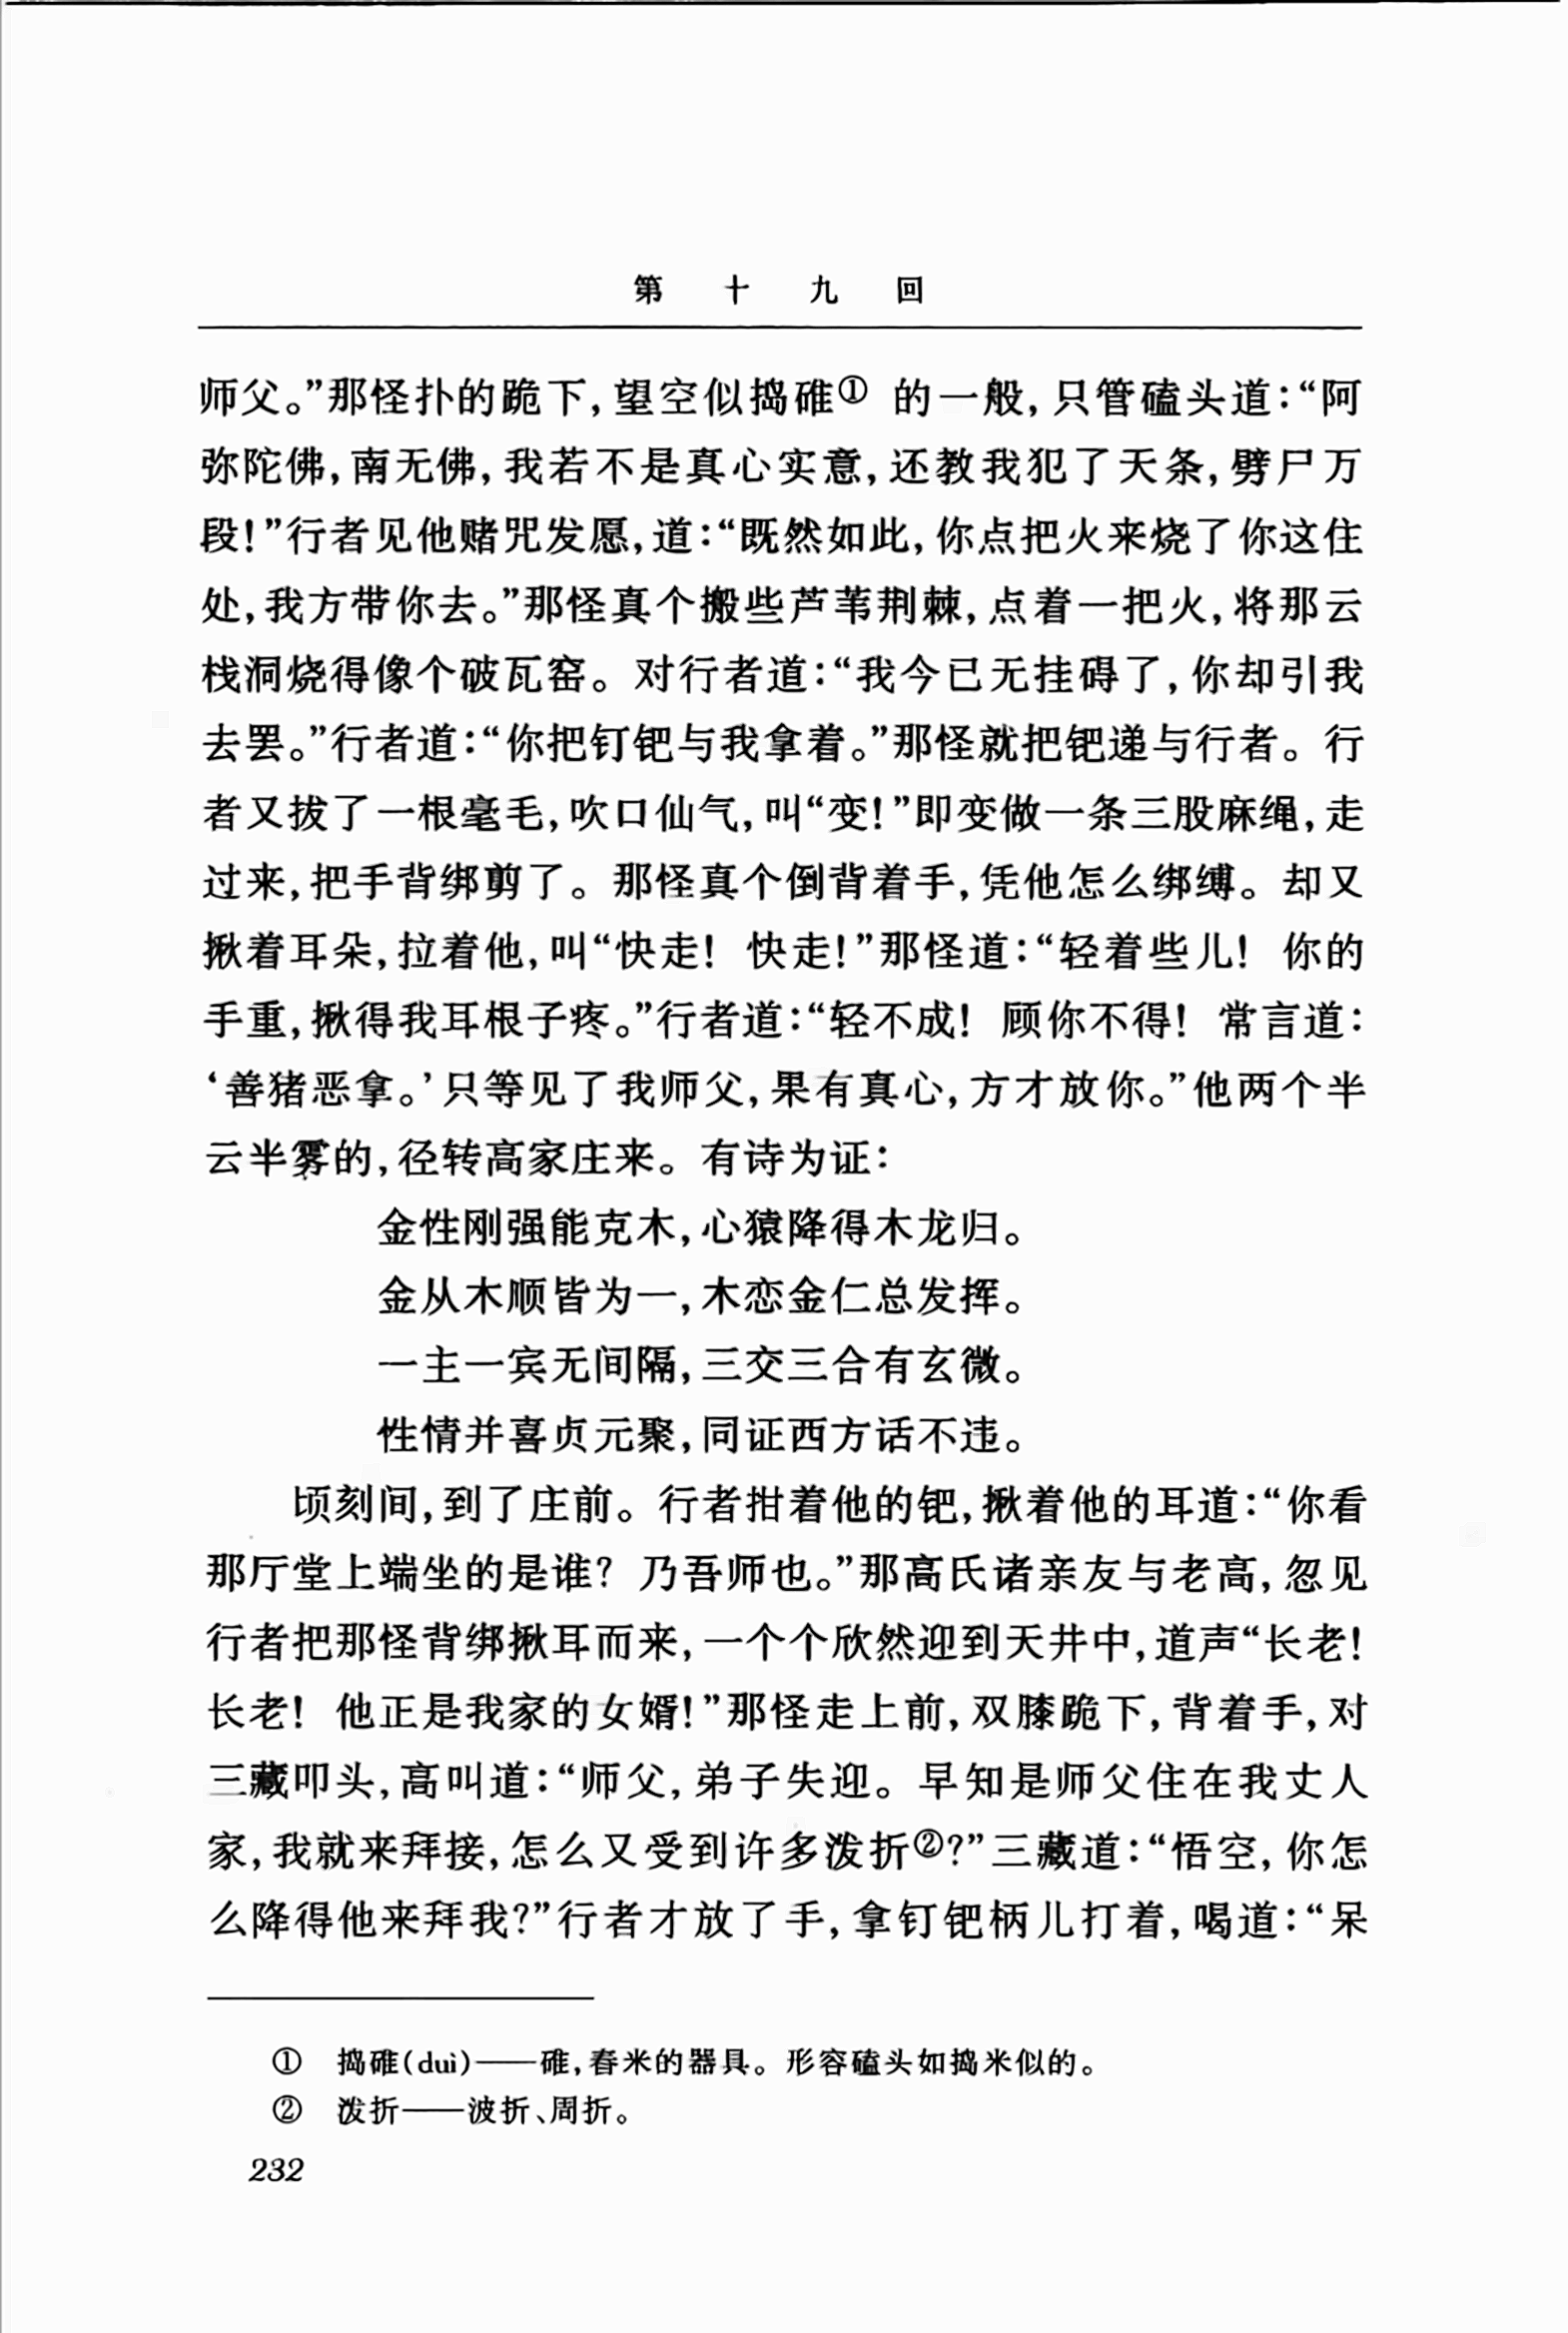 第十九回
师父。”那怪扑的跪下,望空似捣碓① 的一般,只管磕头道:“阿
弥陀佛,南无佛,我若不是真心实意,还教我犯了天条,劈尸万
段!”行者见他赌咒发愿,道:“既然如此,你点把火来烧了你这住
处,我方带你去。”那怪真个搬些芦苇荆棘,点着一把火,将那云
栈洞烧得像个破瓦窑。对行者道:“我今已无挂碍了,你却引我
去罢。”行者道:“你把钉钯与我拿着。”那怪就把钯递与行者。行
者又拔了一根毫毛,吹口仙气,叫“变!”即变做一条三股麻绳,走
过来,把手背绑剪了。那怪真个倒背着手,凭他怎么绑缚。却又
揪着耳朵,拉着他,叫“快走! 快走!”那怪道:“轻着些儿! 你的
手重,揪得我耳根子疼。”行者道:“轻不成! 顾你不得! 常言道:
‘善猪恶拿。’只等见了我师父,果有真心,方才放你。”他两个半
云半雾的,径转高家庄来。有诗为证:
金性刚强能克木,心猿降得木龙归。
金从木顺皆为一,木恋金仁总发挥。
一主一宾无间隔,三交三合有玄微。
性情并喜贞元聚,同证西方话不违。
顷刻间,到了庄前。行者拑着他的钯,揪着他的耳道:“你看
那厅堂上端坐的是谁? 乃吾师也。”那高氏诸亲友与老高,忽见
行者把那怪背绑揪耳而来,一个个欣然迎到天井中,道声“长老!
长老! 他正是我家的女婿!”那怪走上前,双膝跪下,背着手,对
三藏叩头,高叫道:“师父,弟子失迎。早知是师父住在我丈人
家,我就来拜接,怎么又受到许多泼折②?”三藏道:“悟空,你怎
么降得他来拜我?”行者才放了手,拿钉钯柄儿打着,喝道:“呆
① 捣碓(duì)——碓,舂米的器具。形容磕头如捣米似的。
② 泼折——波折、周折。
232